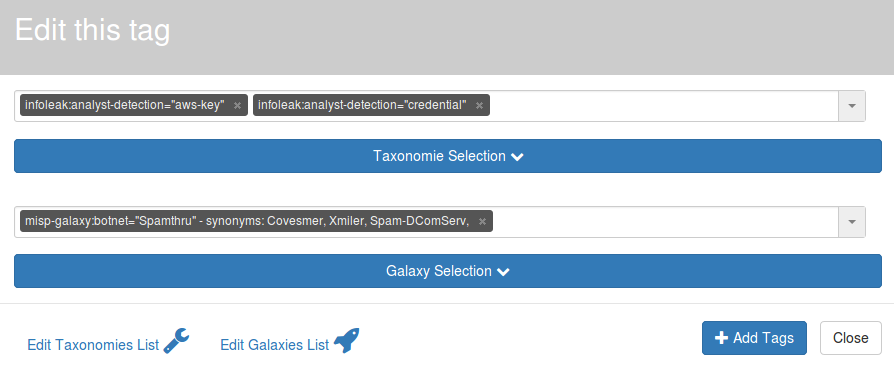 Edit this tag
infoleak:analyst-detection="aws-key" × infoleak:analyst-detection="credential" ×
Taxonomie Selection
misp-galaxy:botnet="Spamthru" - synonyms: Covesmer, Xmiler, Spam-DComServ, ×
Galaxy Selection
Edit Taxonomies List Edit Galaxies List Add Tags Close